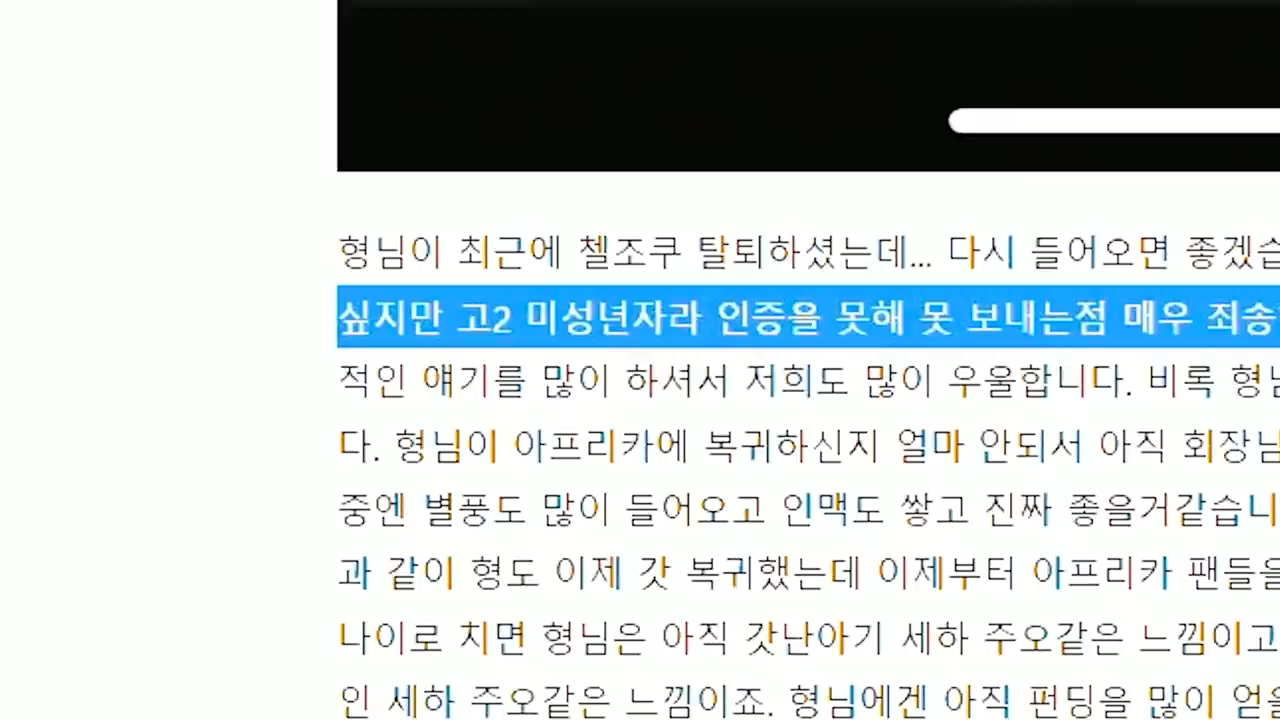 형님이 최근에 첼조쿠 탈퇴하셨는데... 다시 들어오면 좋겠습
싶지만 고2 미성년자라 인증을 못해 못 보내는점 매우 죄송
적인 얘기를 많이 하셔서 저희도 많이 우울합니다. 비록 형님
다. 형님이 아프리카에 복귀하신지 얼마 안되서 아직 회장님
중엔 별풍도 많이 들어오고 인맥도 쌓고 진짜 좋을거같습니
과 같이 형도 이제 갓 복귀했는데 이제부터 아프리카 팬들을
나이로 치면 형님은 아직 갓난아기 세하 주오같은 느낌이고
인 세하 주오같은 느낌이죠. 형님에겐 아직 펀딩을 많이 얻을